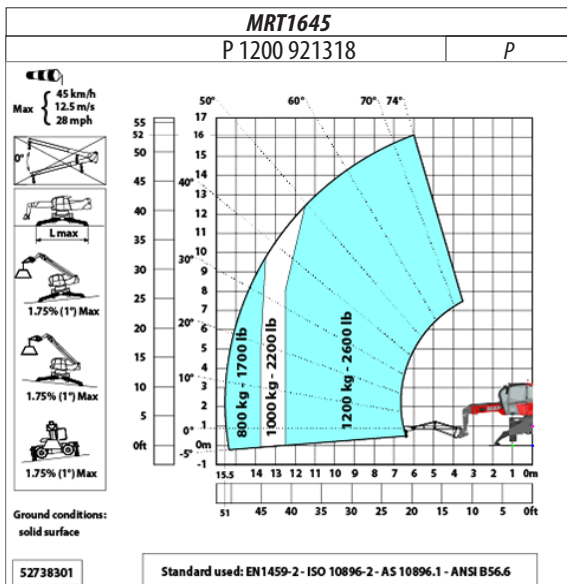 MRT1645
P 1200 921318 P
45 km/h
Max { 12.5 m/s
28 mph
0°
L max
1.75% (1°) Max
1.75% (1°) Max
1.75% (1°) Max
Ground conditions:
solid surface
52738301
50° 60° 70° 74°
40°
30°
20°
10°
0°
-5°
55
52
50
45
40
35
30
25
20
15
10
5
0ft
17
16
15
14
13
12
11
10
9
8
7
6
5
4
3
2
1
0m
-1
800 kg - 1700 lb
1000 kg - 2200 lb
1200 kg - 2600 lb
15.5 14 13 12 11 10 9 8 7 6 5 4 3 2 1 0m
51 45 40 35 30 25 20 15 10 5 0ft
Standard used: EN1459-2 - ISO 10896-2 - AS 10896.1 - ANSI B56.6